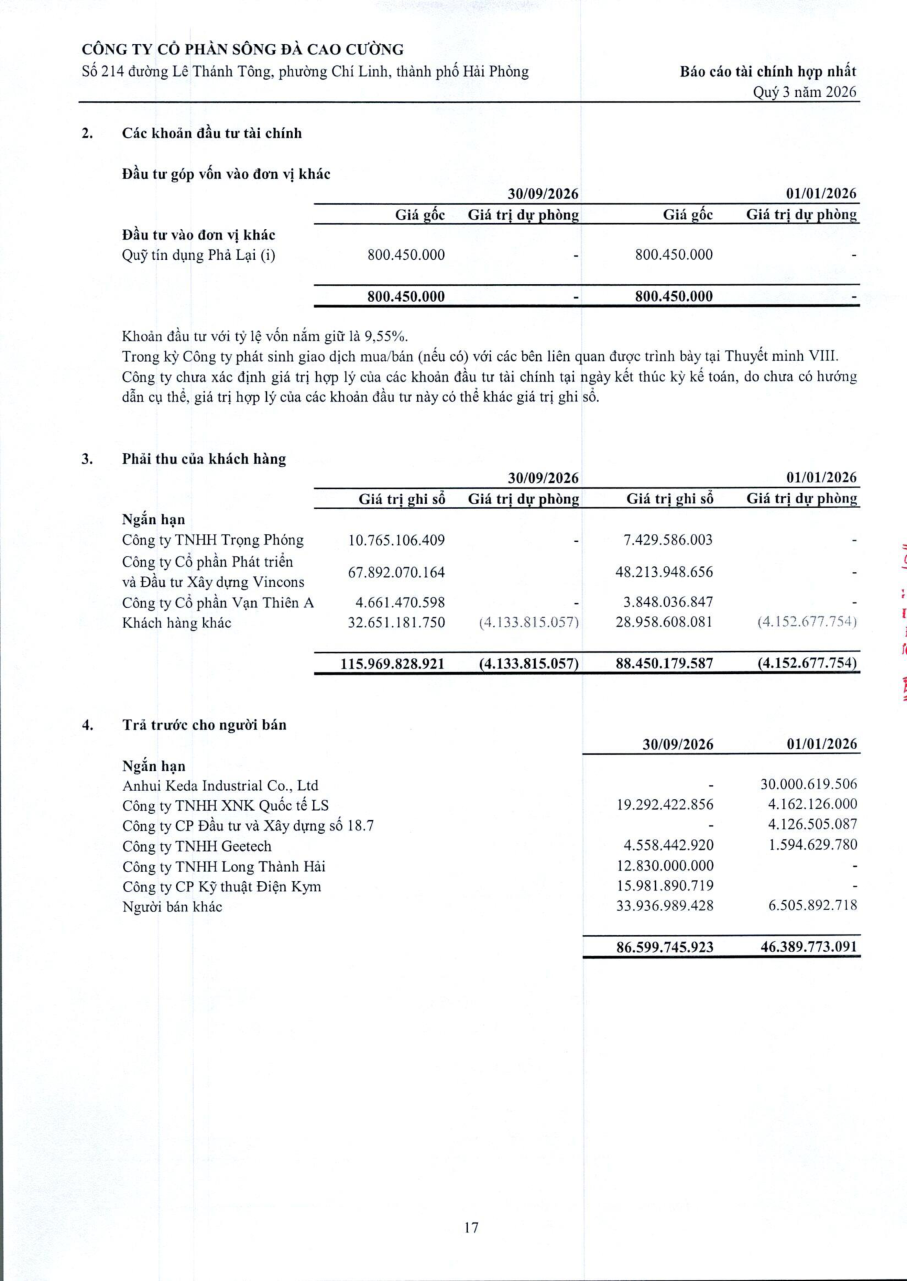 CÔNG TY CỔ PHẦN SÔNG ĐÀ CAO CƯỜNG
Số 214 đường Lê Thánh Tông, phường Chí Linh, thành phố Hải Phòng
Báo cáo tài chính hợp nhất
Quý 3 năm 2026
2. Các khoản đầu tư tài chính
Đầu tư góp vốn vào đơn vị khác
30/09/2026 01/01/2026
Giá gốc Giá trị dự phòng Giá gốc Giá trị dự phòng
Đầu tư vào đơn vị khác
Quỹ tín dụng Phả Lại (i) 800.450.000 - 800.450.000 -
800.450.000 - 800.450.000 -
Khoản đầu tư với tỷ lệ vốn nắm giữ là 9,55%.
Trong kỳ Công ty phát sinh giao dịch mua/bán (nếu có) với các bên liên quan được trình bày tại Thuyết minh VIII.
Công ty chưa xác định giá trị hợp lý của các khoản đầu tư tài chính tại ngày kết thúc kỳ kế toán, do chưa có hướng
dẫn cụ thể, giá trị hợp lý của các khoản đầu tư này có thể khác giá trị ghi sổ.
3. Phải thu của khách hàng
30/09/2026 01/01/2026
Giá trị ghi sổ Giá trị dự phòng Giá trị ghi sổ Giá trị dự phòng
Ngắn hạn
Công ty TNHH Trọng Phóng 10.765.106.409 - 7.429.586.003 -
Công ty Cổ phần Phát triển
và Đầu tư Xây dựng Vincons 67.892.070.164 48.213.948.656 -
Công ty Cổ phần Vạn Thiên A 4.661.470.598 - 3.848.036.847 -
Khách hàng khác 32.651.181.750 (4.133.815.057) 28.958.608.081 (4.152.677.754)
115.969.828.921 (4.133.815.057) 88.450.179.587 (4.152.677.754)
4. Trả trước cho người bán
30/09/2026 01/01/2026
Ngắn hạn
Anhui Keda Industrial Co., Ltd - 30.000.619.506
Công ty TNHH XNK Quốc tế LS 19.292.422.856 4.162.126.000
Công ty CP Đầu tư và Xây dựng số 18.7 - 4.126.505.087
Công ty TNHH Geetech 4.558.442.920 1.594.629.780
Công ty TNHH Long Thành Hải 12.830.000.000 -
Công ty CP Kỹ thuật Điện Kym 15.981.890.719 -
Người bán khác 33.936.989.428 6.505.892.718
86.599.745.923 46.389.773.091
17